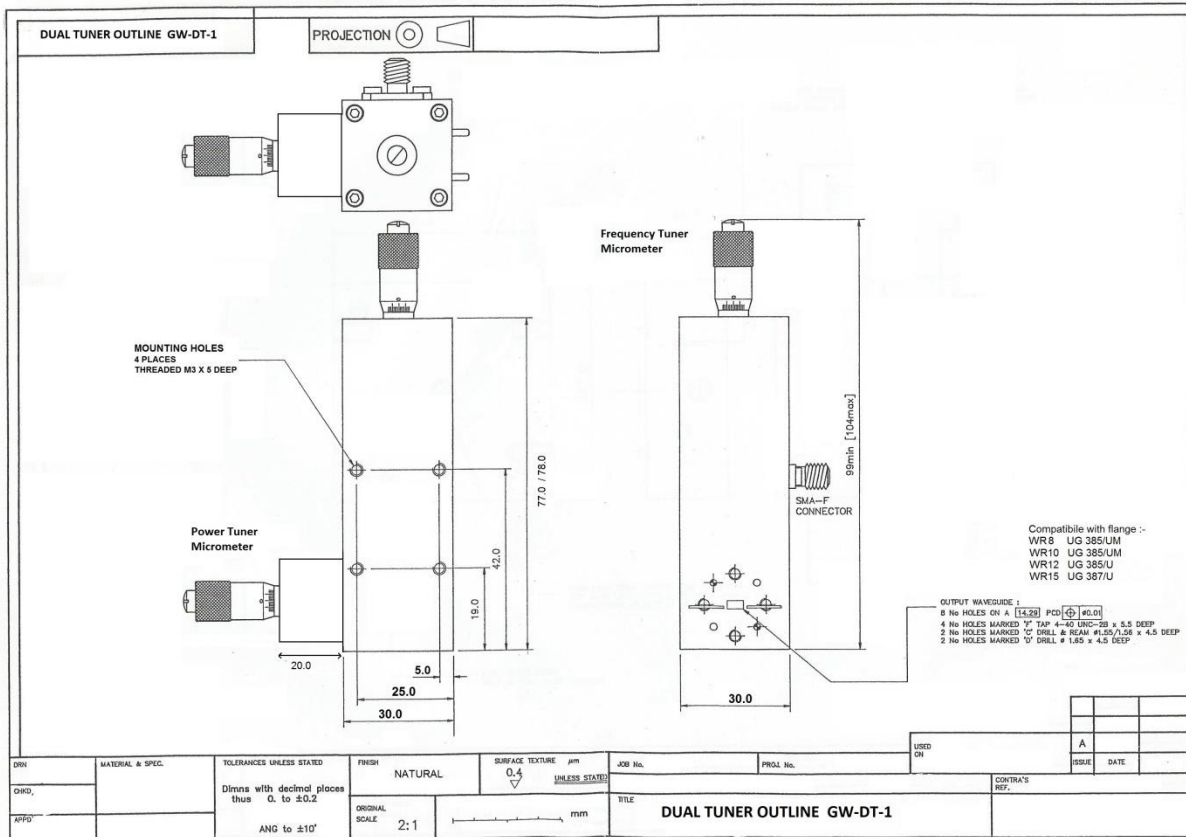 DUAL TUNER OUTLINE GW-DT-1
PROJECTION
Frequency Tuner
Micrometer
MOUNTING HOLES
4 PLACES
THREADED M3 X 5 DEEP
77.0 / 78.0
99min [104max]
SMA-F
CONNECTOR
Power Tuner
Micrometer
42.0
19.0
Compatibile with flange :-
WR8 UG 385/UM
WR10 UG 385/UM
WR12 UG 385/U
WR15 UG 387/U
OUTPUT WAVEGUIDE :
8 No HOLES ON A 14.29 PCD ⌖ ø0.01
4 No HOLES MARKED 'F' TAP 4-40 UNC-2B x 5.5 DEEP
2 No HOLES MARKED 'C' DRILL & REAM ø1.55/1.56 x 4.5 DEEP
2 No HOLES MARKED 'D' DRILL ø 1.65 x 4.5 DEEP
20.0
5.0
25.0
30.0
30.0
DRN
CHKD,
APPD
MATERIAL & SPEC.
TOLERANCES UNLESS STATED
Dimns with decimal places
thus 0. to ±0.2
ANG to ±10'
FINISH
NATURAL
ORIGINAL
SCALE 2:1
SURFACE TEXTURE µm
0.4
UNLESS STATED
mm
JOB No.
PROJ. No.
USED
ON
A
ISSUE DATE
TITLE
DUAL TUNER OUTLINE GW-DT-1
CONTRA'S
REF.